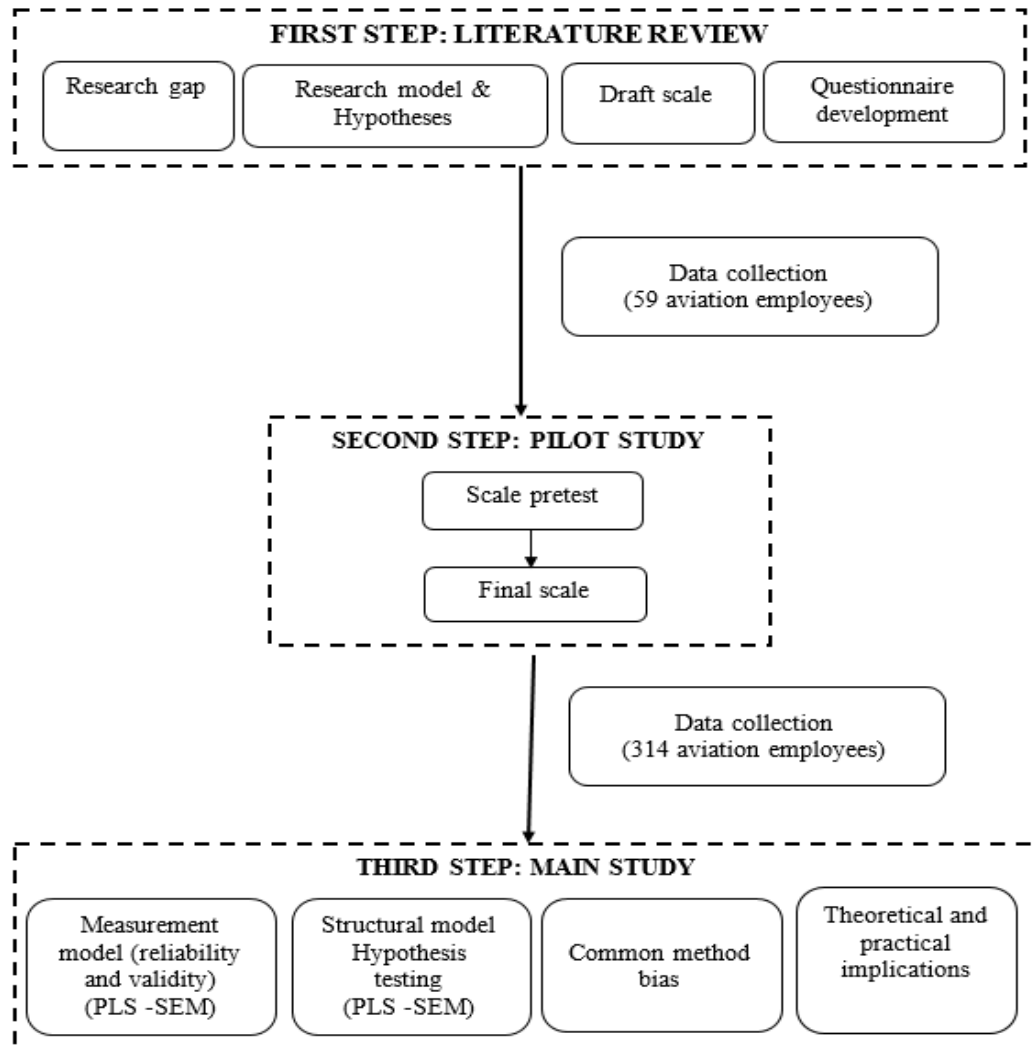 FIRST STEP: LITERATURE REVIEW
Research gap
Research model &
Hypotheses
Draft scale
Questionnaire
development
Data collection
(59 aviation employees)
SECOND STEP: PILOT STUDY
Scale pretest
Final scale
Data collection
(314 aviation employees)
THIRD STEP: MAIN STUDY
Measurement
model (reliability
and validity)
(PLS -SEM)
Structural model
Hypothesis
testing
(PLS -SEM)
Common method
bias
Theoretical and
practical
implications